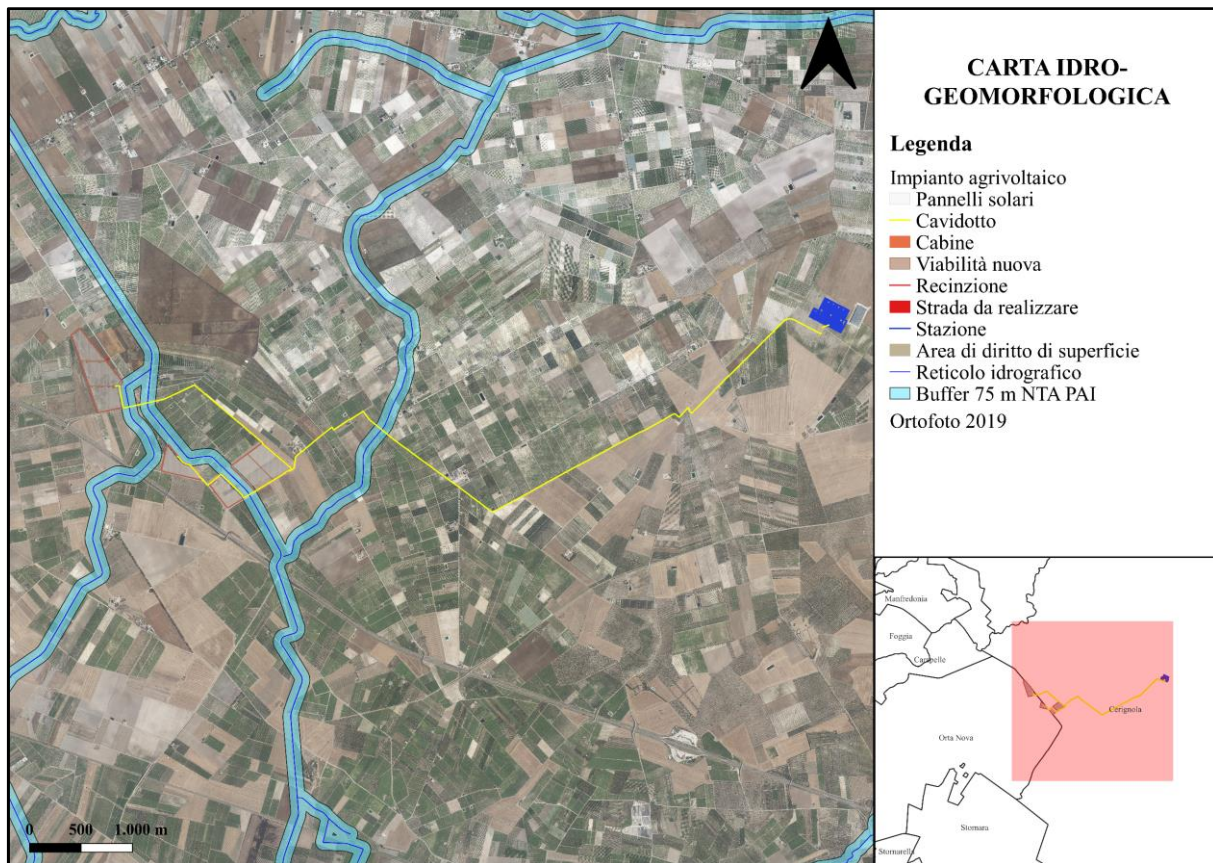 CARTA IDRO-
GEOMORFOLOGICA
Legenda
Impianto agrivoltaico
Pannelli solari
Cavidotto
Cabine
Viabilità nuova
Recinzione
Strada da realizzare
Stazione
Area di diritto di superficie
Reticolo idrografico
Buffer 75 m NTA PAI
Ortofoto 2019
0 500 1.000 m
Manfredonia
Foggia
Carapelle
Cerignola
Orta Nova
Stornara
Stornarella